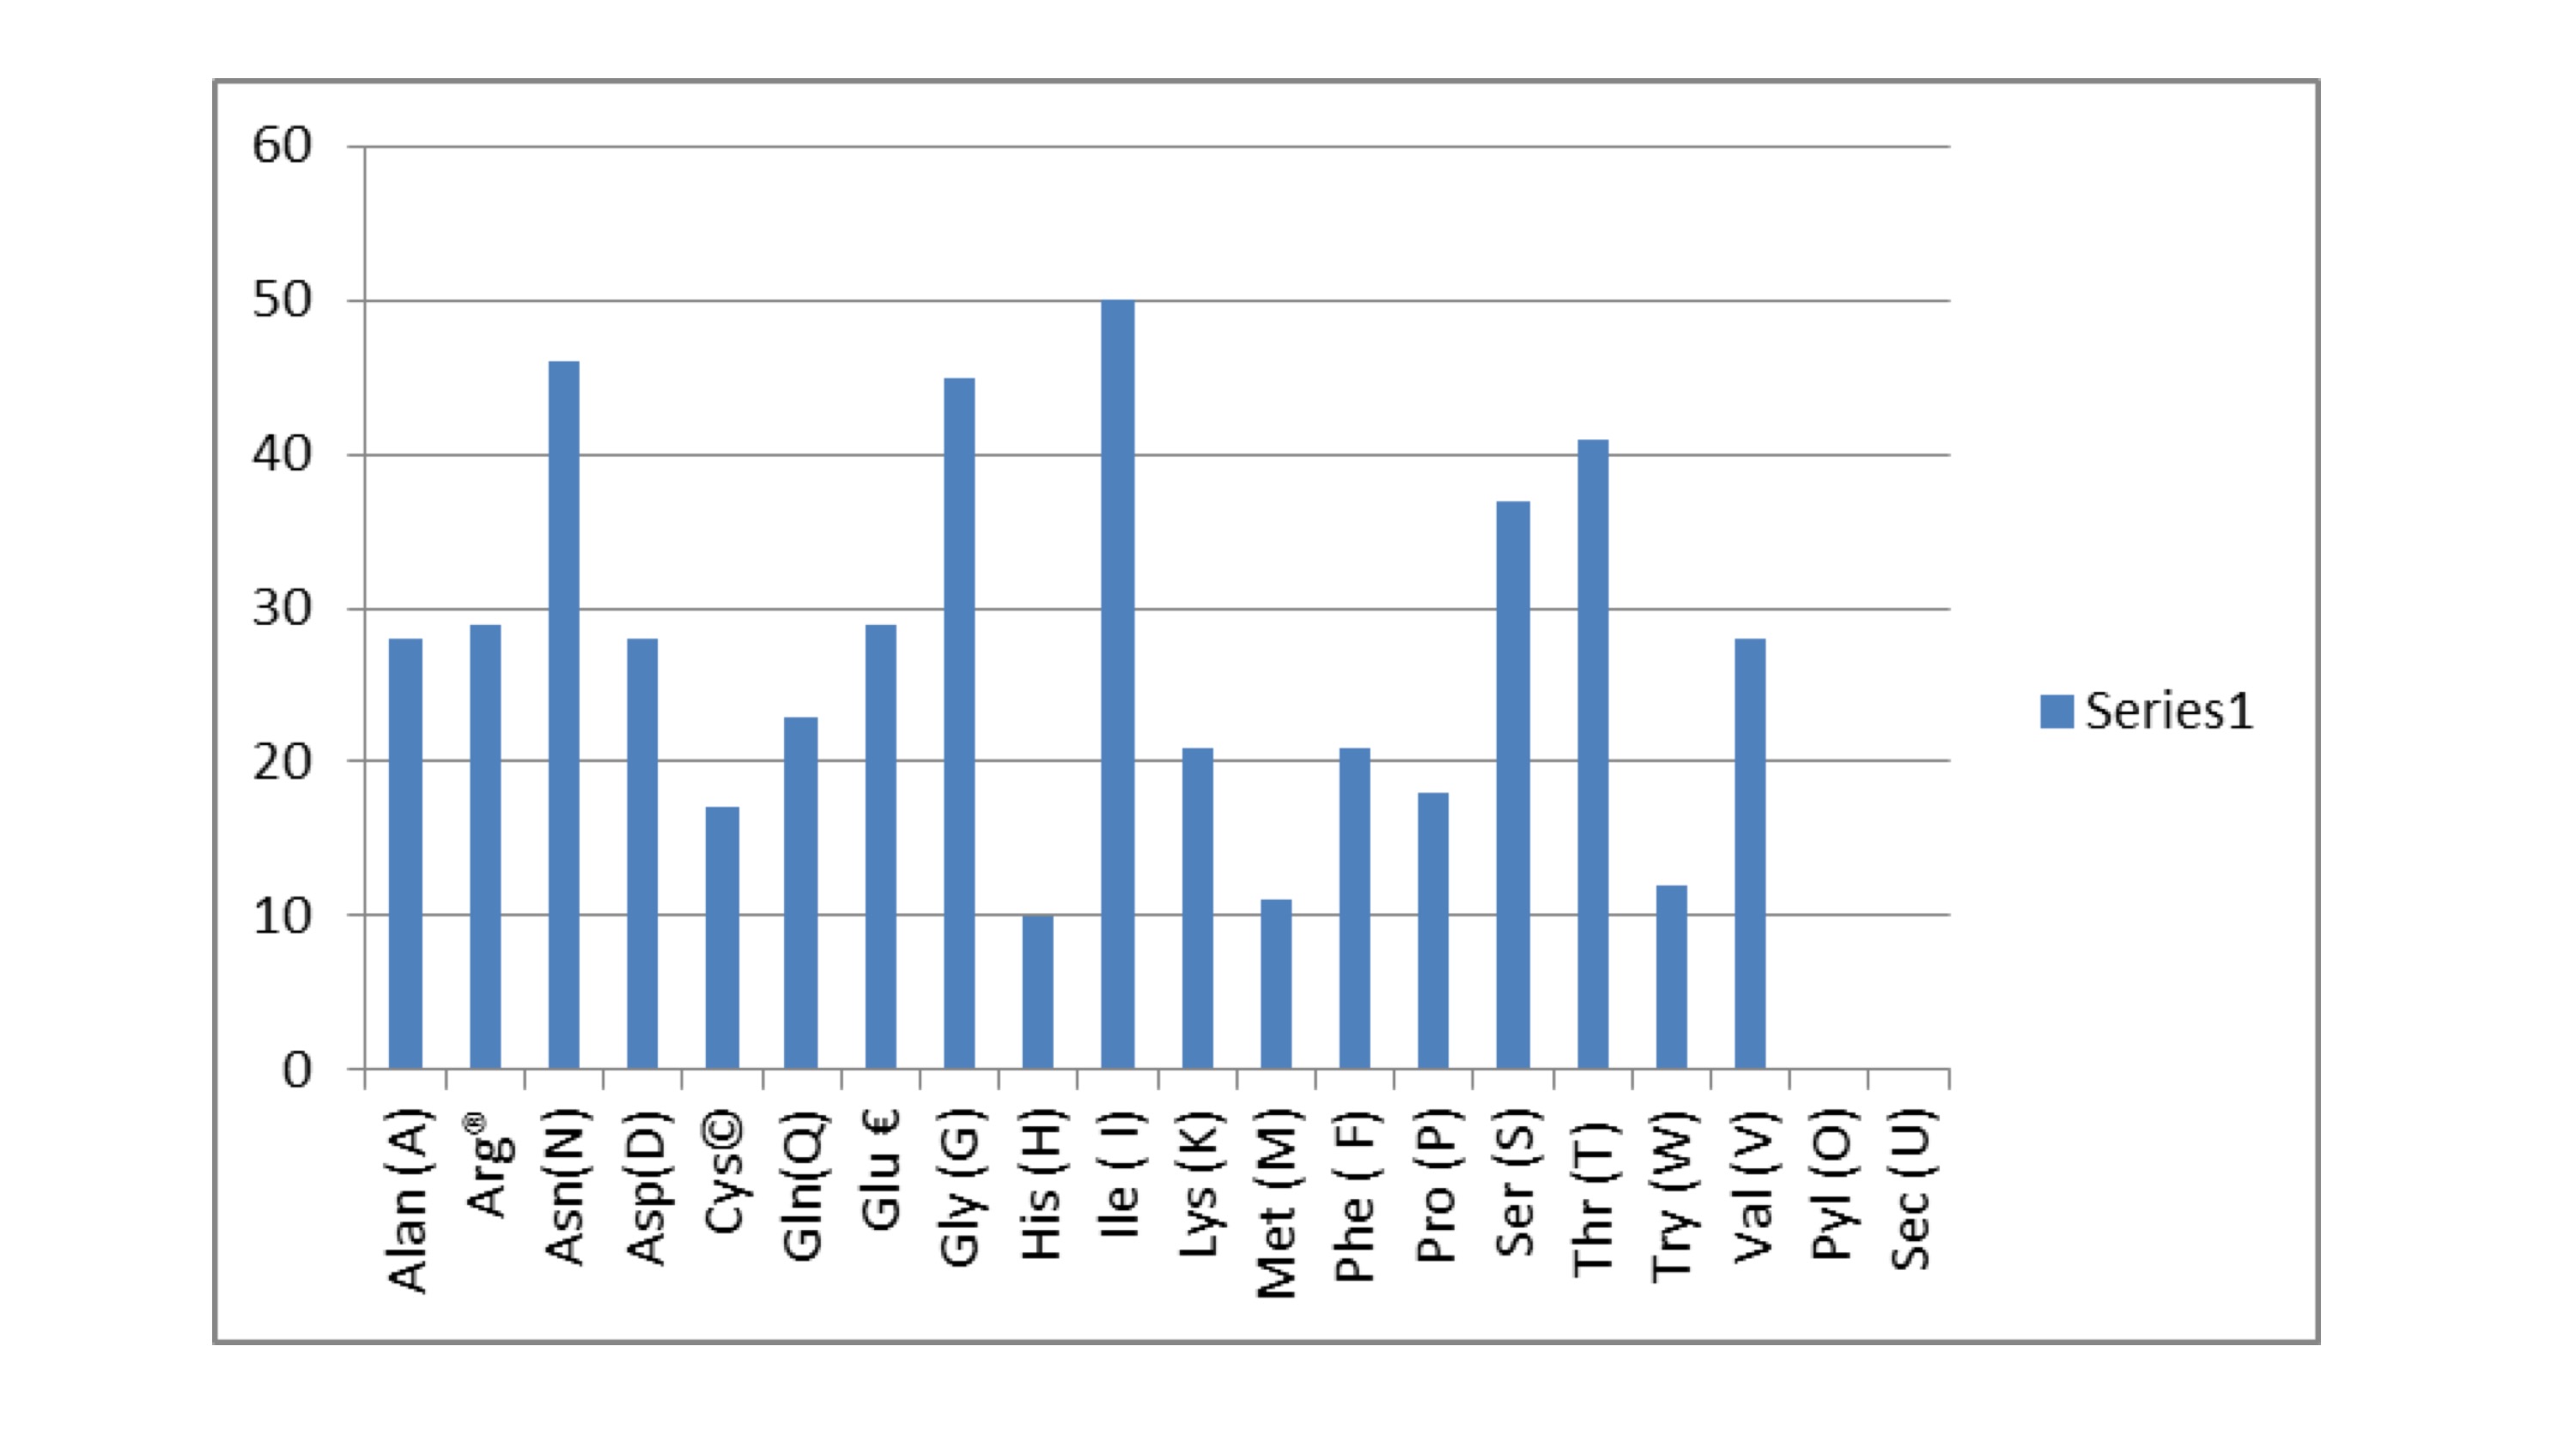 60
50
40
30
20
10
0
Alan (A)
Arg®
Asn(N)
Asp(D)
Cys©
Gln(Q)
Glu €
Gly (G)
His (H)
Ile ( I)
Lys (K)
Met (M)
Phe ( F)
Pro (P)
Ser (S)
Thr (T)
Try (W)
Val (V)
Pyl (O)
Sec (U)
Series1